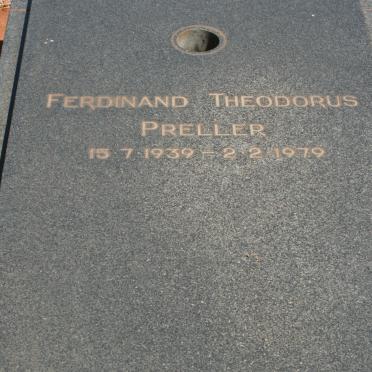 Ferdinand Theodorus
Preller
15 7 1939 – 2 2 1979